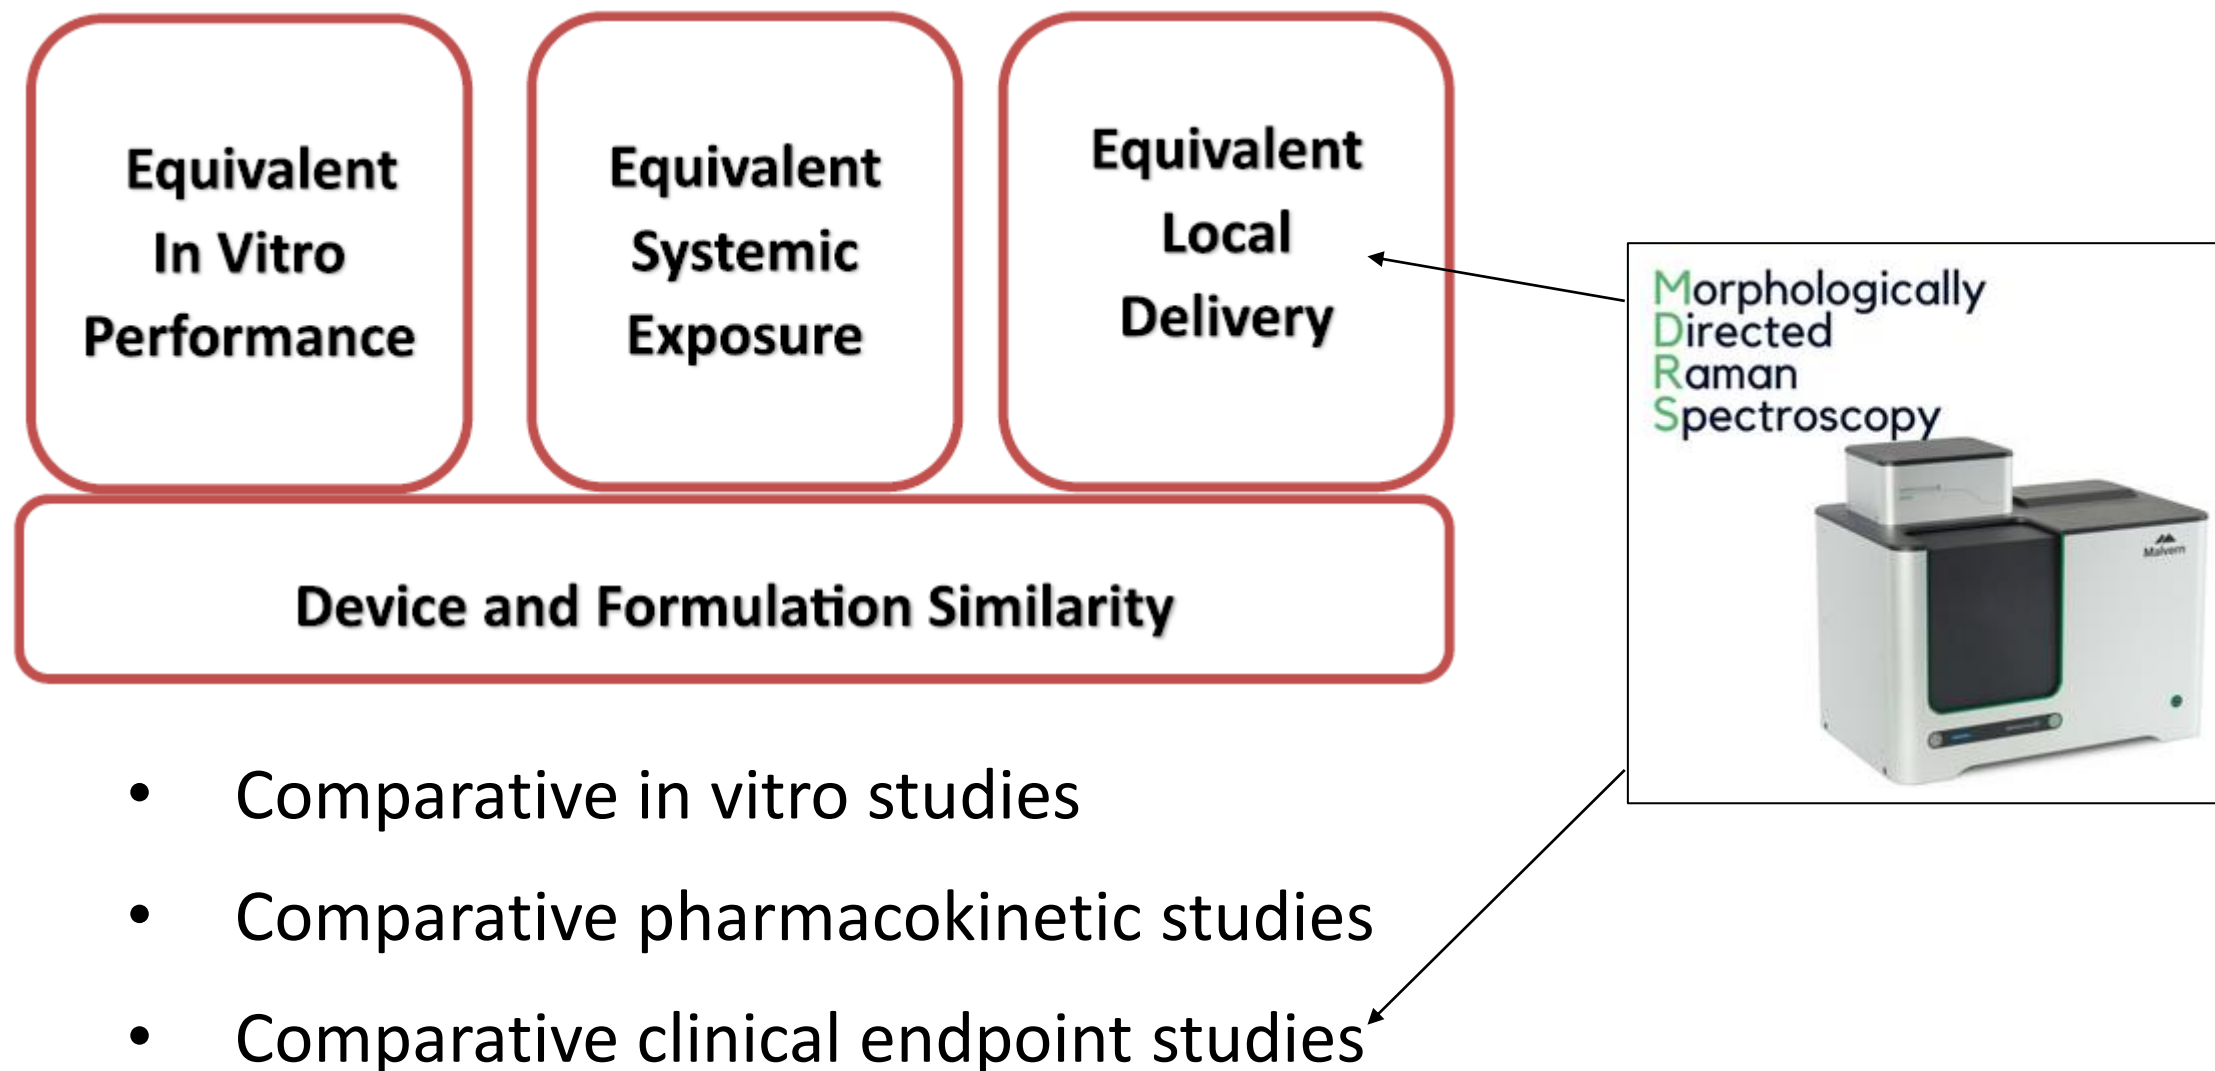 Equivalent
In Vitro
Performance
Equivalent
Systemic
Exposure
Equivalent
Local
Delivery
Device and Formulation Similarity
Morphologically
Directed
Raman
Spectroscopy
Malvern
• Comparative in vitro studies
• Comparative pharmacokinetic studies
• Comparative clinical endpoint studies